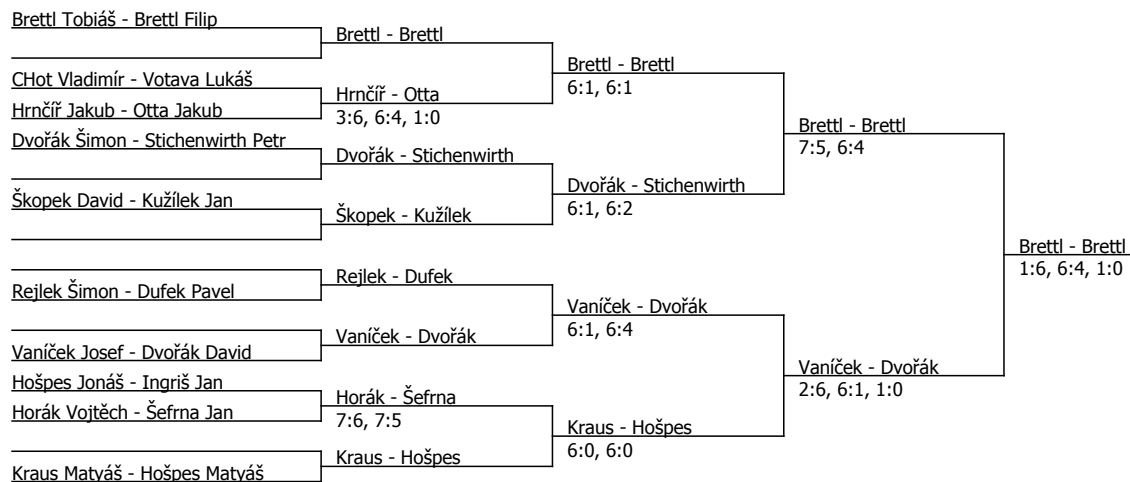 Brettl Tobiáš - Brettl Filip
Brettl - Brettl
CHot Vladimír - Votava Lukáš
Brettl - Brettl
6:1, 6:1
Hrnčíř Jakub - Otta Jakub
Hrnčíř - Otta
3:6, 6:4, 1:0
Brettl - Brettl
7:5, 6:4
Dvořák Šimon - Stichenwirth Petr
Dvořák - Stichenwirth
Dvořák - Stichenwirth
6:1, 6:2
Škopek David - Kužílek Jan
Škopek - Kužílek
Brettl - Brettl
1:6, 6:4, 1:0
Rejlek - Dufek
Rejlek Šimon - Dufek Pavel
Vaníček - Dvořák
6:1, 6:4
Vaníček - Dvořák
Vaníček Josef - Dvořák David
Vaníček - Dvořák
2:6, 6:1, 1:0
Hošpes Jonáš - Ingriš Jan
Horák - Šefrna
7:6, 7:5
Horák Vojtěch - Šefrna Jan
Kraus - Hošpes
6:0, 6:0
Kraus - Hošpes
Kraus Matyáš - Hošpes Matyáš